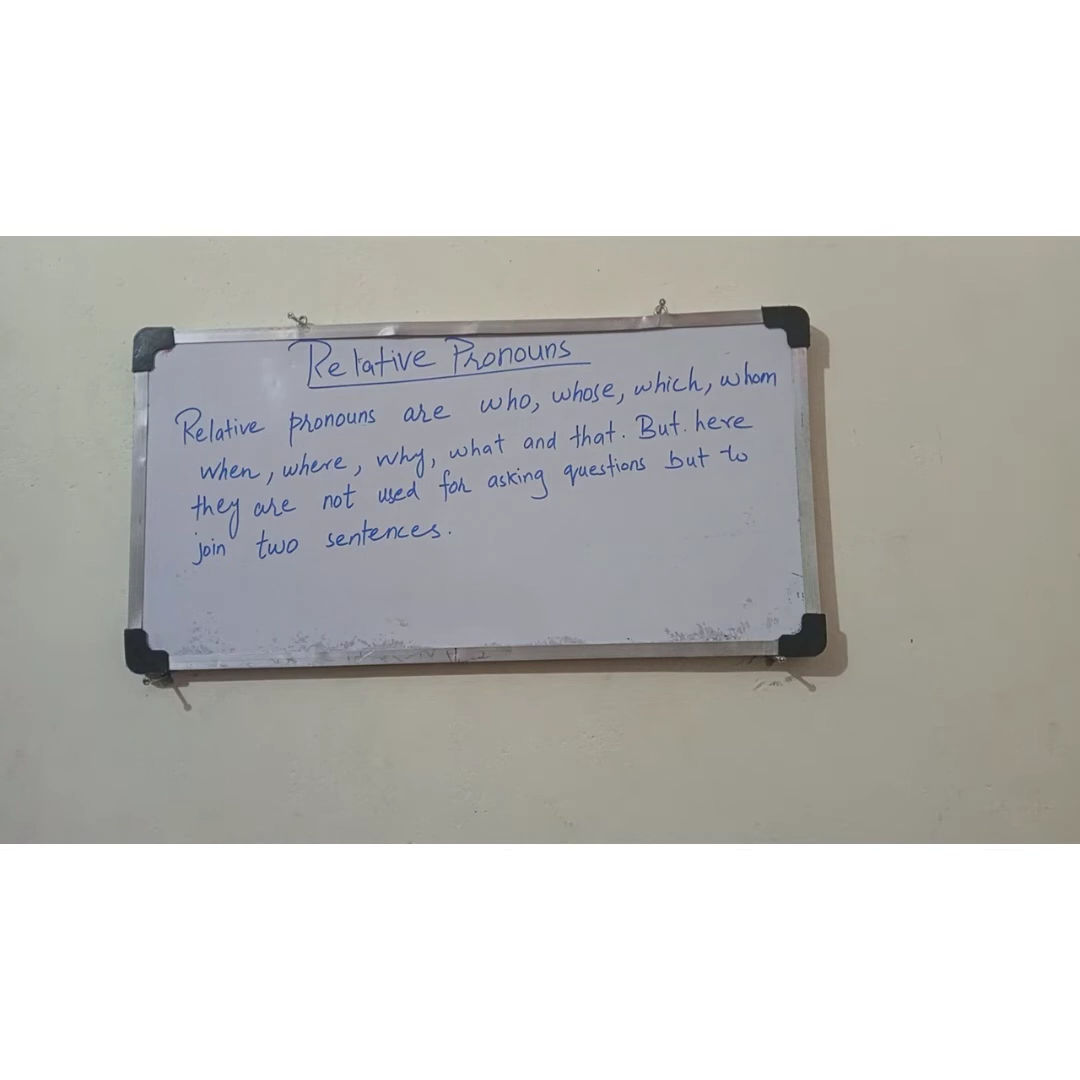 Relative Pronouns
Relative pronouns are who, whose, which, whom
when, where, why, what and that. But here
they are not used for asking questions but to
join two sentences.